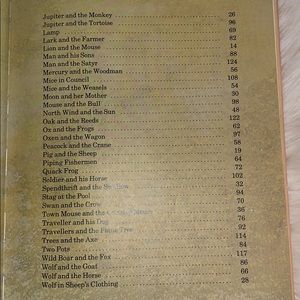 Jupiter and the Monkey 26
Jupiter and the Tortoise 96
Lamp 69
Lark and the Farmer 82
Lion and the Mouse 14
Man and his Sons 88
Man and the Satyr 124
Mercury and the Woodman 56
Mice in Council 108
Mice and the Weasels 54
Moon and her Mother 30
Mouse and the Bull 98
North Wind and the Sun 48
Oak and the Reeds 122
Ox and the Frogs 62
Oxen and the Wagon 97
Peacock and the Crane 58
Pig and the Sheep 19
Piping Fishermen 64
Quack Frog 72
Soldier and his Horse 102
Spendthrift and the Swallow 32
Stag at the Pool 94
Swan and the Crow 70
Town Mouse and the Country Mouse 36
Traveller and his Dog 76
Travellers and the Plane Tree 92
Trees and the Axe 114
Two Pots 84
Wild Boar and the Fox 117
Wolf and the Goat 86
Wolf and the Horse 66
Wolf in Sheep's Clothing 28